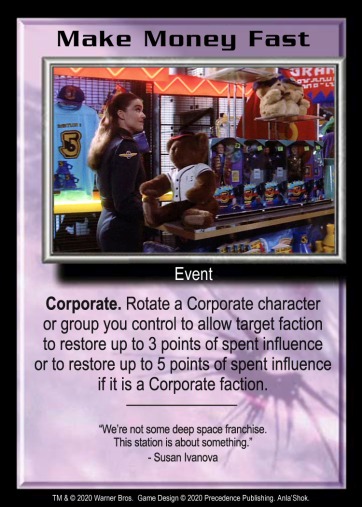 Make Money Fast
5
Event
Corporate. Rotate a Corporate character
or group you control to allow target faction
to restore up to 3 points of spent influence
or to restore up to 5 points of spent influence
if it is a Corporate faction.
"We're not some deep space franchise.
This station is about something."
- Susan Ivanova
TM & © 2020 Warner Bros.  Game Design © 2020 Precedence Publishing. Anla'Shok.